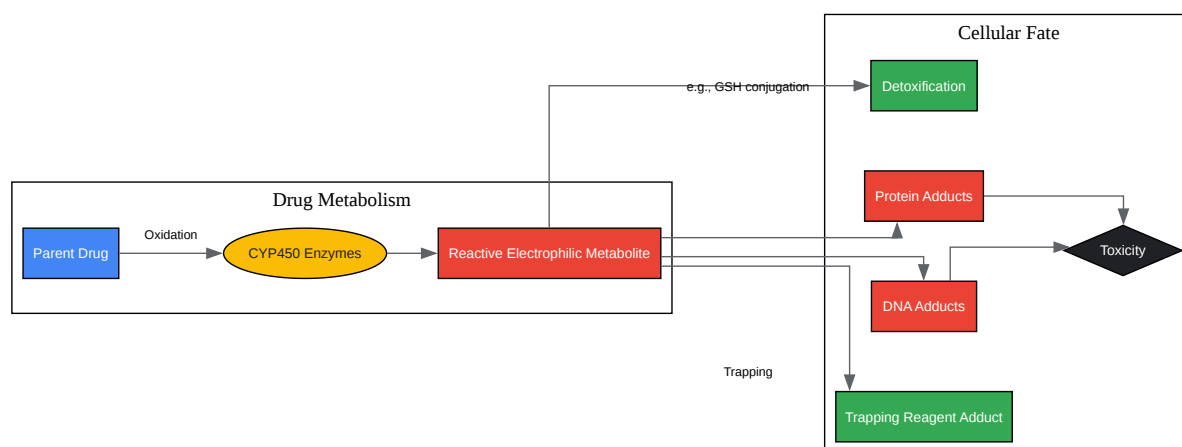 Cellular Fate
Detoxification
e.g., GSH conjugation
Drug Metabolism
Protein Adducts
Parent Drug
Oxidation
CYP450 Enzymes
Reactive Electrophilic Metabolite
Toxicity
DNA Adducts
Trapping
Trapping Reagent Adduct